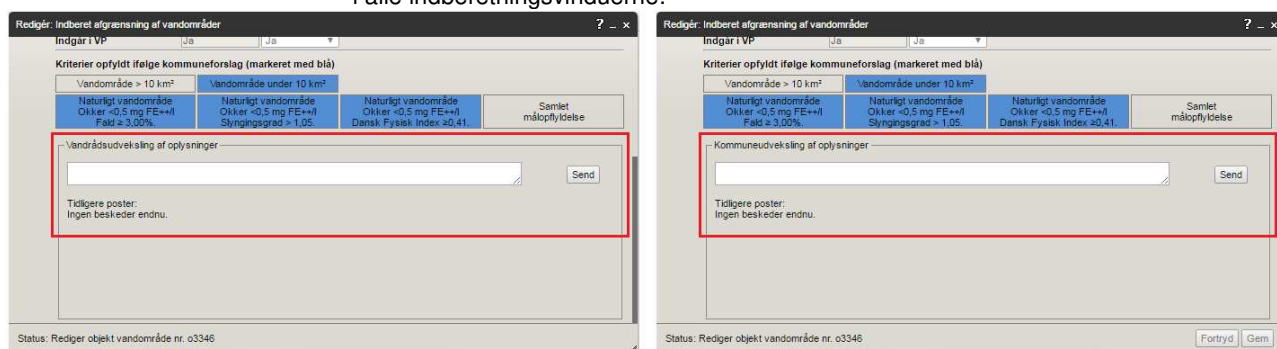 I alle indberetningsvinduerne.
Redigér: Indberet afgrænsning af vandområder ? _ ×
Indgår i VP Ja Ja
Kriterier opfyldt ifølge kommuneforslag (markeret med blå)
Vandområde > 10 km² Vandområde under 10 km²
Naturligt vandområde
Okker <0,5 mg FE++/l
Fald ≥ 3,00%.
Naturligt vandområde
Okker <0,5 mg FE++/l
Slyngingsgrad > 1,05.
Naturligt vandområde
Okker <0,5 mg FE++/l
Dansk Fysisk Index ≥0,41.
Samlet
målopflyldelse
Vandrådsudveksling af oplysninger
Send
Tidligere poster:
Ingen beskeder endnu.
Status: Rediger objekt vandområde nr. o3346
Redigér: Indberet afgrænsning af vandområder ? _ ×
Indgår i VP Ja Ja
Kriterier opfyldt ifølge kommuneforslag (markeret med blå)
Vandområde > 10 km² Vandområde under 10 km²
Naturligt vandområde
Okker <0,5 mg FE++/l
Fald ≥ 3,00%.
Naturligt vandområde
Okker <0,5 mg FE++/l
Slyngingsgrad > 1,05.
Naturligt vandområde
Okker <0,5 mg FE++/l
Dansk Fysisk Index ≥0,41.
Samlet
målopflyldelse
Kommuneudveksling af oplysninger
Send
Tidligere poster:
Ingen beskeder endnu.
Status: Rediger objekt vandområde nr. o3346
Fortryd Gem